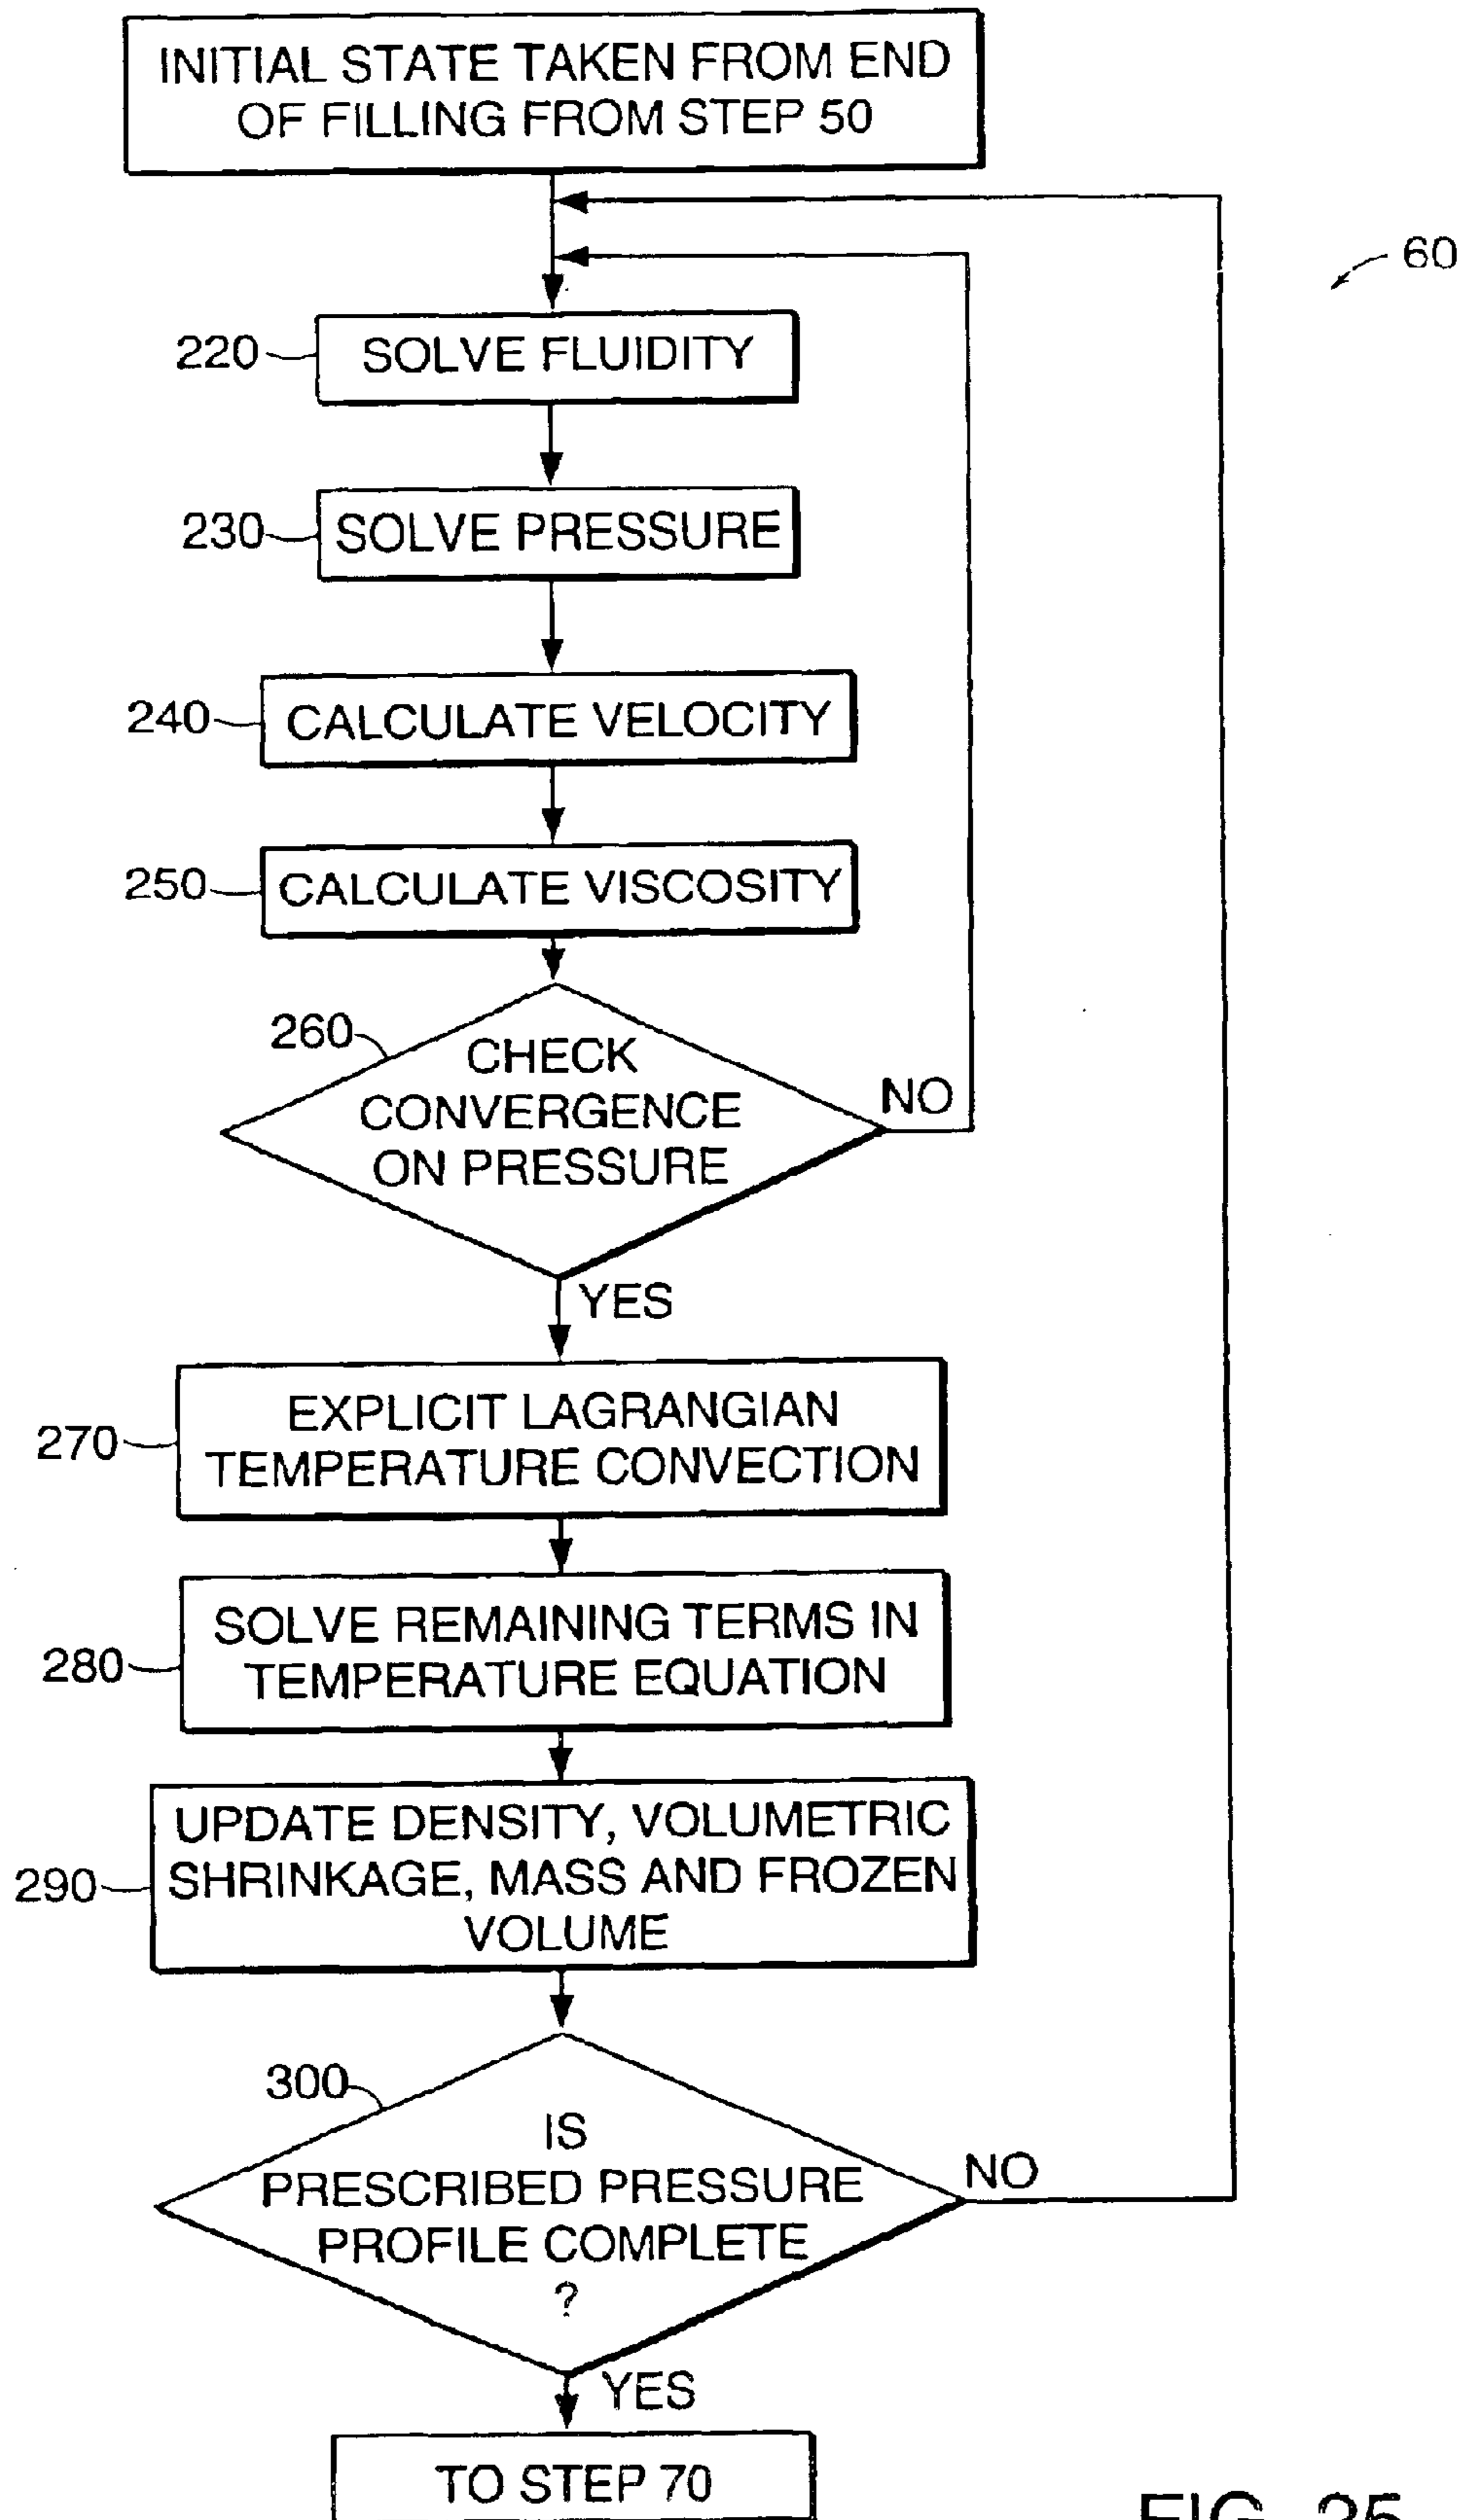 INITIAL STATE TAKEN FROM END
OF FILLING FROM STEP 50
60
220
SOLVE FLUIDITY
230
SOLVE PRESSURE
240
CALCULATE VELOCITY
250
CALCULATE VISCOSITY
260
CHECK
CONVERGENCE
ON PRESSURE
NO
YES
270
EXPLICIT LAGRANGIAN
TEMPERATURE CONVECTION
280
SOLVE REMAINING TERMS IN
TEMPERATURE EQUATION
290
UPDATE DENSITY, VOLUMETRIC
SHRINKAGE, MASS AND FROZEN
VOLUME
300
IS
PRESCRIBED PRESSURE
PROFILE COMPLETE
?
NO
YES
TO STEP 70
FIG. 25